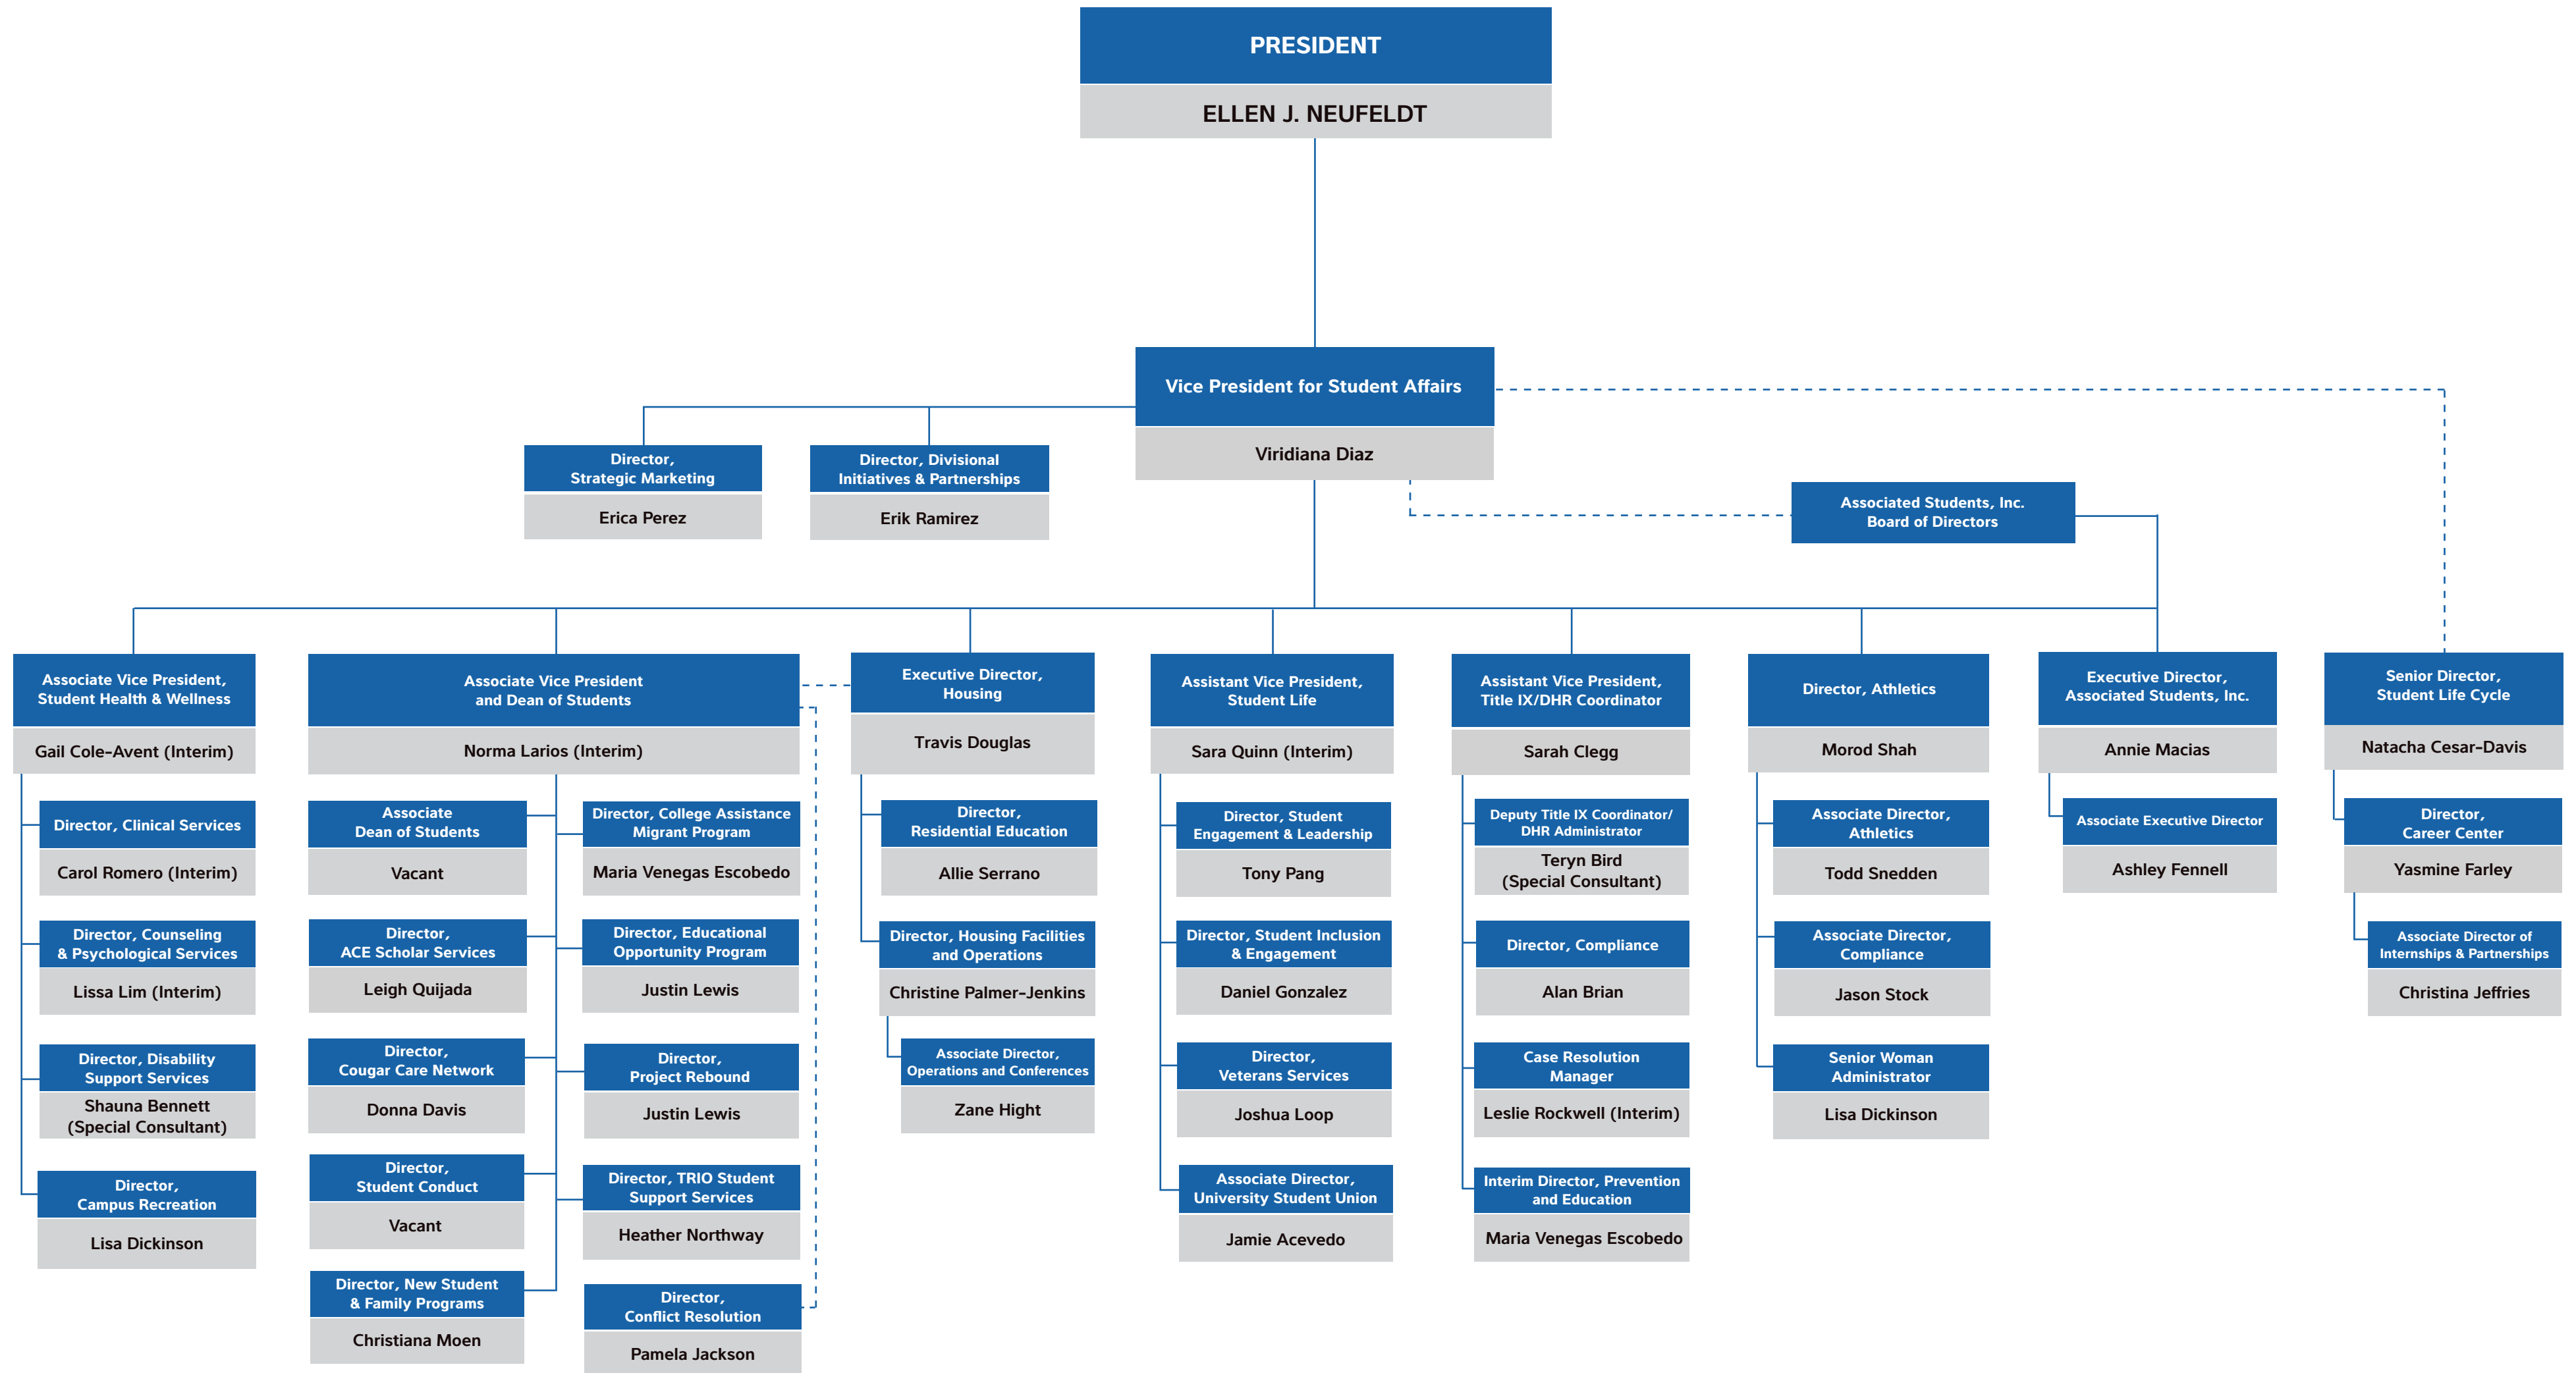 PRESIDENT
ELLEN J. NEUFELDT
Vice President for Student Affairs
Viridiana Diaz
Director,
Strategic Marketing
Erica Perez
Director, Divisional
Initiatives & Partnerships
Erik Ramirez
Associated Students, Inc.
Board of Directors
Associate Vice President,
Student Health & Wellness
Gail Cole-Avent (Interim)
Director, Clinical Services
Carol Romero (Interim)
Director, Counseling
& Psychological Services
Lissa Lim (Interim)
Director, Disability
Support Services
Shauna Bennett
(Special Consultant)
Director,
Campus Recreation
Lisa Dickinson
Associate Vice President
and Dean of Students
Norma Larios (Interim)
Associate
Dean of Students
Vacant
Director,
ACE Scholar Services
Leigh Quijada
Director,
Cougar Care Network
Donna Davis
Director,
Student Conduct
Vacant
Director, New Student
& Family Programs
Christiana Moen
Director, College Assistance
Migrant Program
Maria Venegas Escobedo
Director, Educational
Opportunity Program
Justin Lewis
Director,
Project Rebound
Justin Lewis
Director, TRIO Student
Support Services
Heather Northway
Director,
Conflict Resolution
Pamela Jackson
Executive Director,
Housing
Travis Douglas
Director,
Residential Education
Allie Serrano
Director, Housing Facilities
and Operations
Christine Palmer-Jenkins
Associate Director,
Operations and Conferences
Zane Hight
Assistant Vice President,
Student Life
Sara Quinn (Interim)
Director, Student
Engagement & Leadership
Tony Pang
Director, Student Inclusion
& Engagement
Daniel Gonzalez
Director,
Veterans Services
Joshua Loop
Associate Director,
University Student Union
Jamie Acevedo
Assistant Vice President,
Title IX/DHR Coordinator
Sarah Clegg
Deputy Title IX Coordinator/
DHR Administrator
Teryn Bird
(Special Consultant)
Director, Compliance
Alan Brian
Case Resolution
Manager
Leslie Rockwell (Interim)
Interim Director, Prevention
and Education
Maria Venegas Escobedo
Director, Athletics
Morod Shah
Associate Director,
Athletics
Todd Snedden
Associate Director,
Compliance
Jason Stock
Senior Woman
Administrator
Lisa Dickinson
Executive Director,
Associated Students, Inc.
Annie Macias
Associate Executive Director
Ashley Fennell
Senior Director,
Student Life Cycle
Natacha Cesar-Davis
Director,
Career Center
Yasmine Farley
Associate Director of
Internships & Partnerships
Christina Jeffries